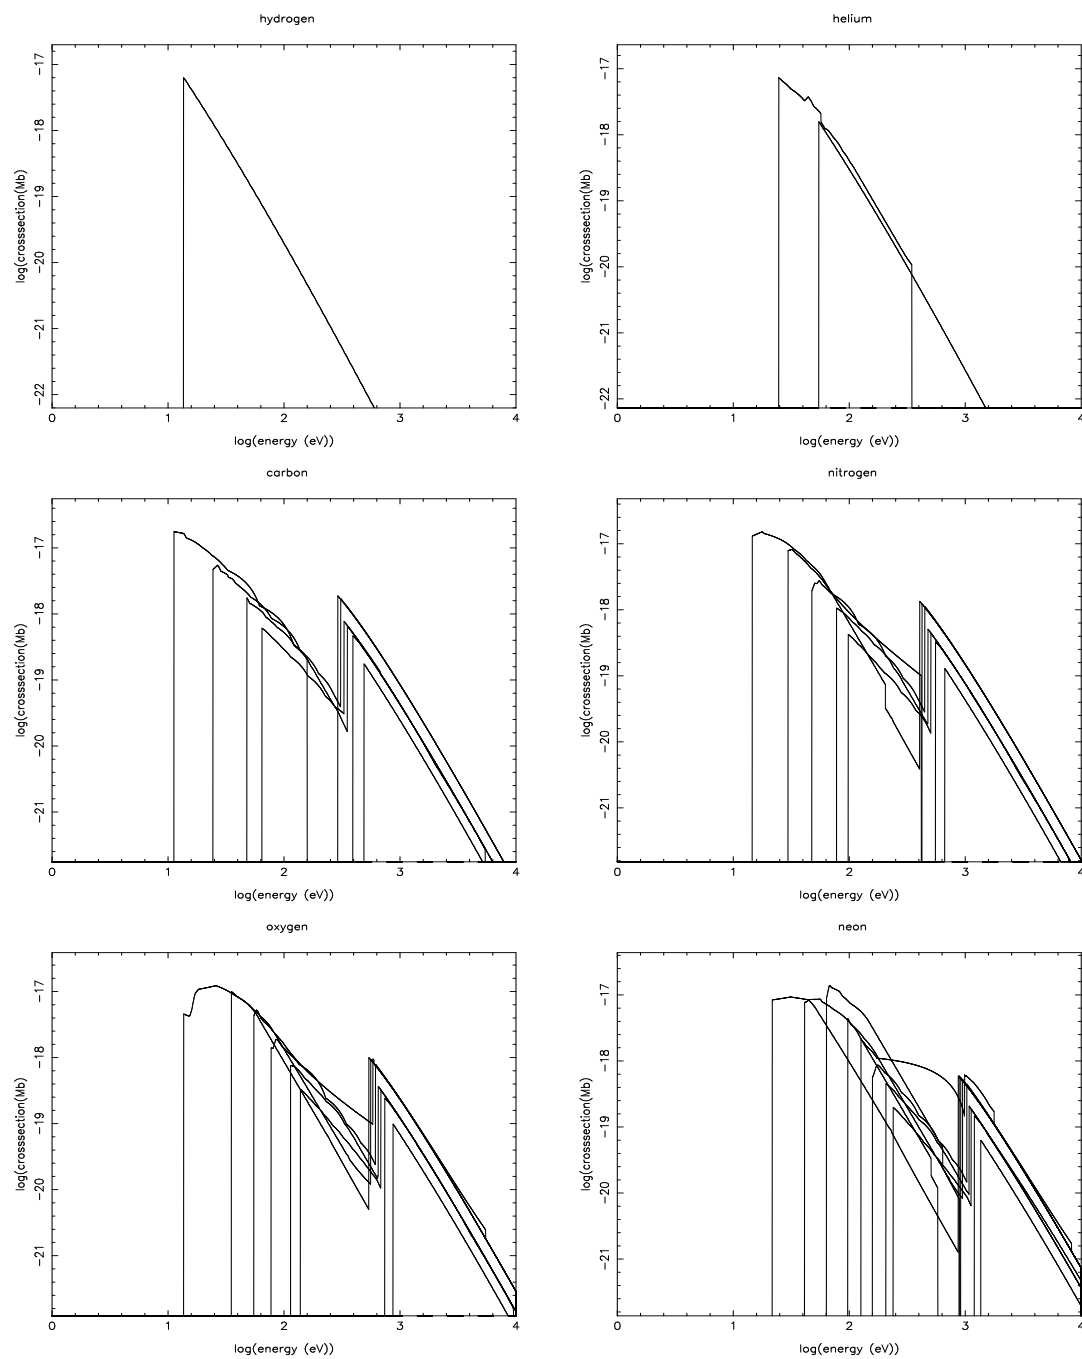 hydrogen
helium
-17
-18
-19
-20
-21
-22
log(crosssection(Mb)
0 1 2 3 4
log(energy (eV))
-17
-18
-19
-20
-21
-22
log(crosssection(Mb)
0 1 2 3 4
log(energy (eV))
carbon
nitrogen
-17
-18
-19
-20
-21
log(crosssection(Mb)
0 1 2 3 4
log(energy (eV))
-17
-18
-19
-20
-21
log(crosssection(Mb)
0 1 2 3 4
log(energy (eV))
oxygen
neon
-17
-18
-19
-20
-21
log(crosssection(Mb)
0 1 2 3 4
log(energy (eV))
-17
-18
-19
-20
-21
log(crosssection(Mb)
0 1 2 3 4
log(energy (eV))